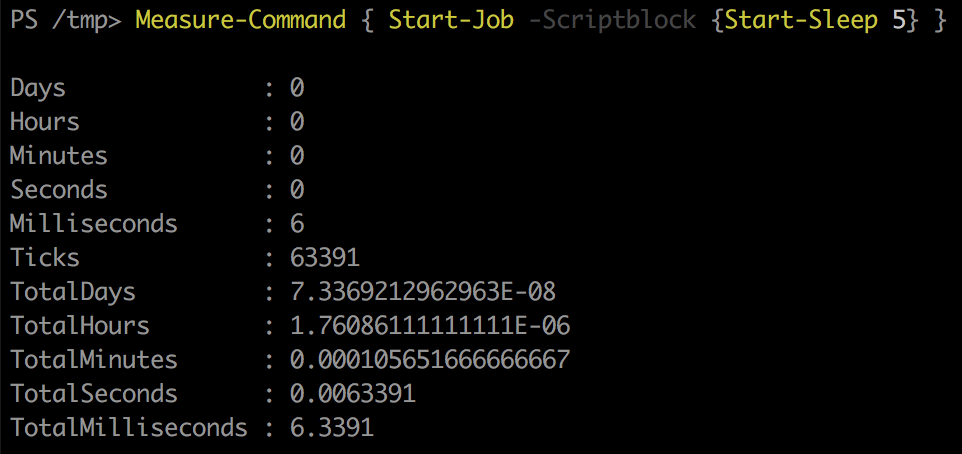 PS /tmp> Measure-Command { Start-Job -Scriptblock {Start-Sleep 5} }
Days              : 0
Hours             : 0
Minutes           : 0
Seconds           : 0
Milliseconds      : 6
Ticks             : 63391
TotalDays         : 7.3369212962963E-08
TotalHours        : 1.76086111111111E-06
TotalMinutes      : 0.000105651666666667
TotalSeconds      : 0.0063391
TotalMilliseconds : 6.3391